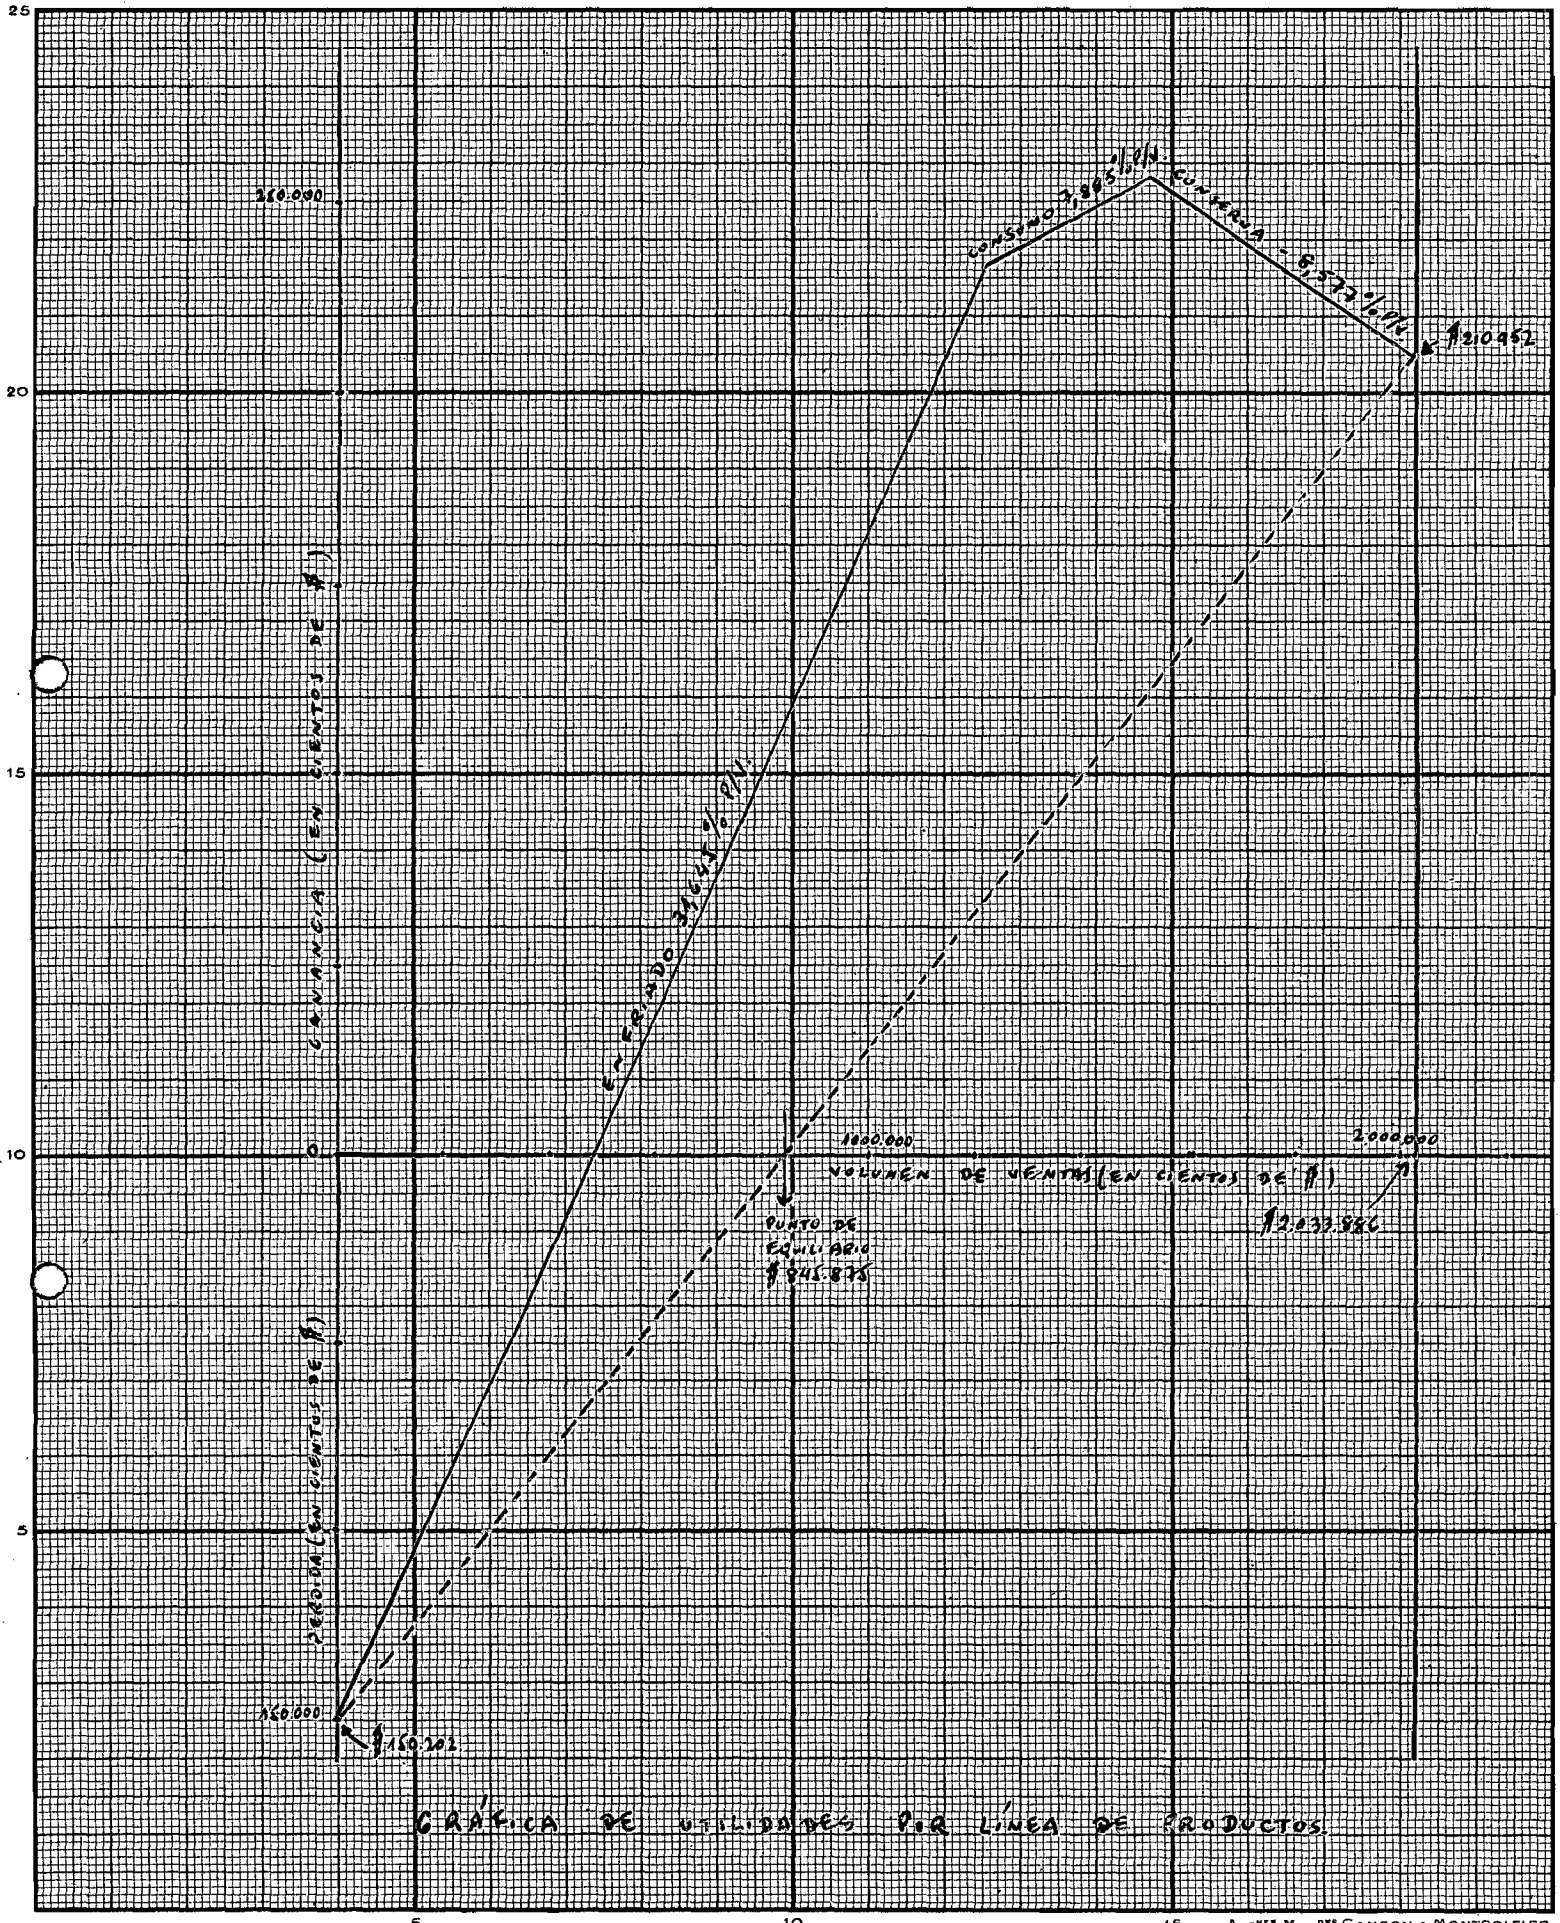 25
CONSUMO 7,885% P/V.
CONSERVA - 8,577% P/V.
250.000
$210.952
20
GANANCIA (EN CIENTOS DE $)
15
ENFRIADO 31,645% P/V.
10
0
1000.000
2.000.000
VOLUMEN DE VENTAS (EN CIENTOS DE $)
$2.033.886
PUNTO DE
EQUILIBRIO
$845.875
PERDIDA (EN CIENTOS DE $)
5
150.000
$150.202
GRÁFICA DE UTILIDADES POR LÍNEA DE PRODUCTOS.
5
10
15
CANSON & MONTGOLFIER